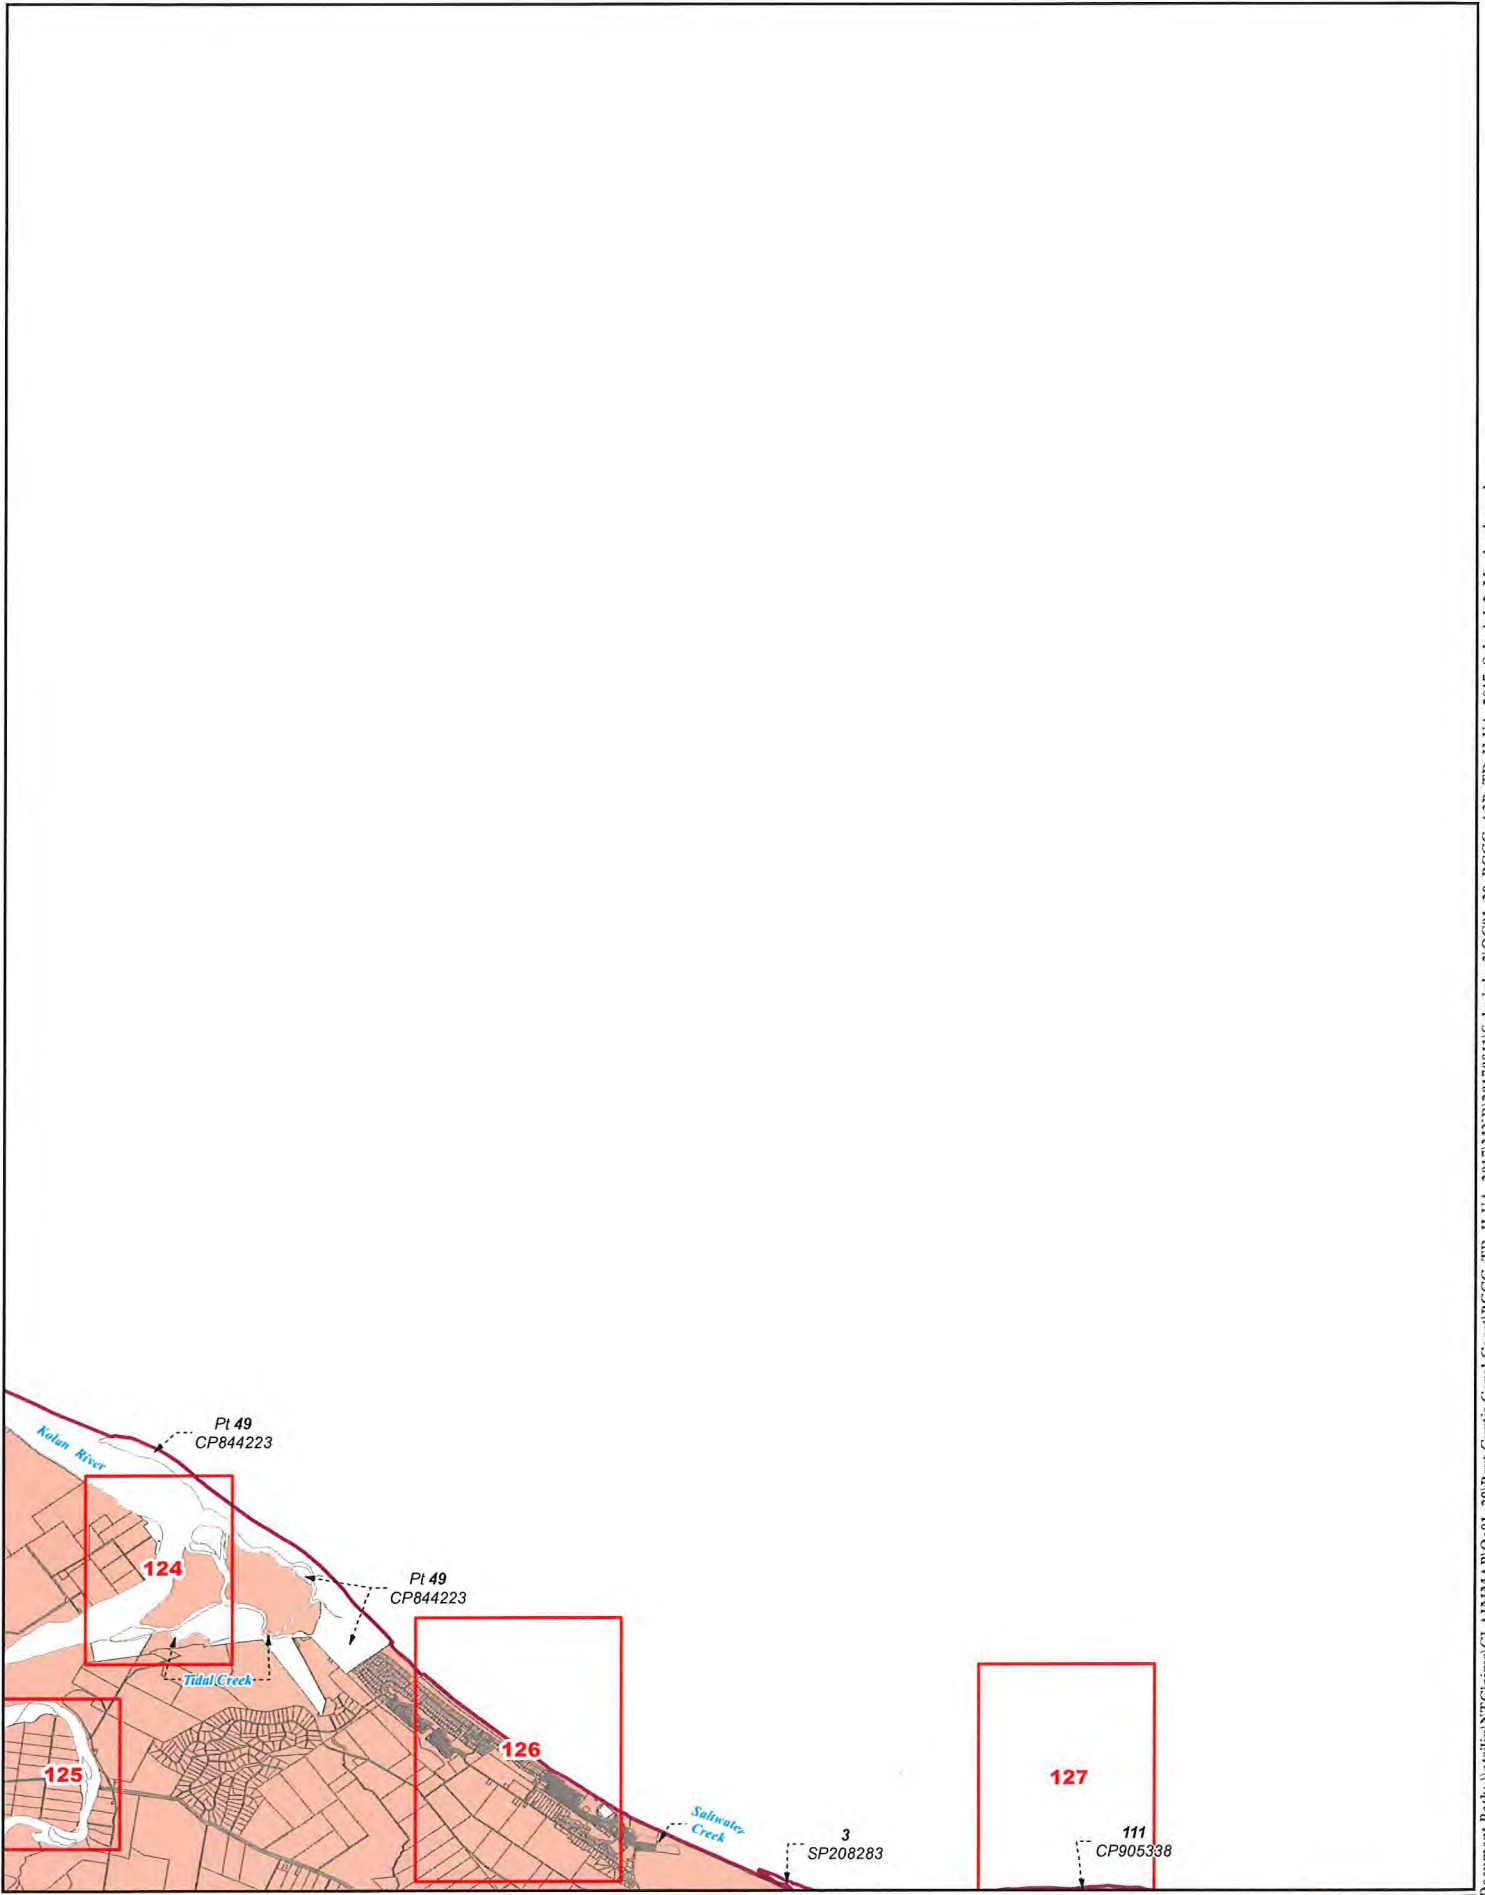 Pt 49
CP844223
Kolan River
124
Pt 49
CP844223
Tidal Creek
125
126
127
Saltwater
Creek
3
SP208283
111
CP905338